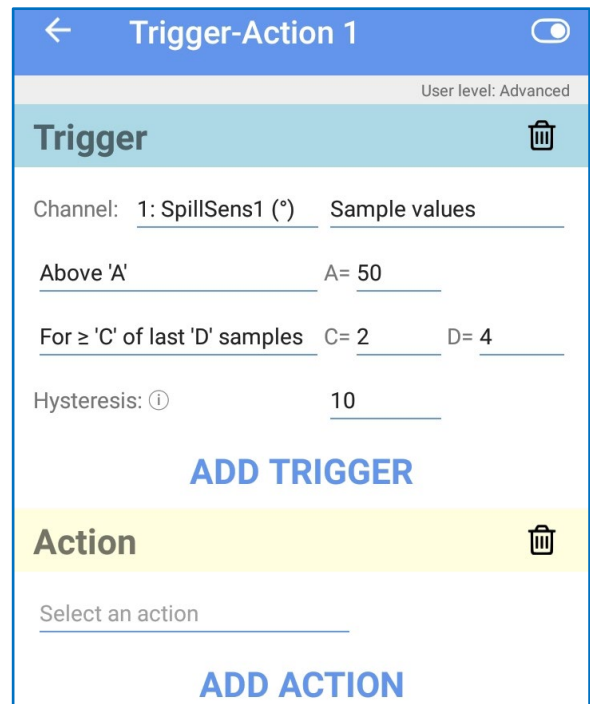 Trigger-Action 1
User level: Advanced
Trigger
Channel: 1: SpillSens1 (°) Sample values
Above 'A' A= 50
For ≥ 'C' of last 'D' samples C= 2 D= 4
Hysteresis: ⓘ 10
ADD TRIGGER
Action
Select an action
ADD ACTION